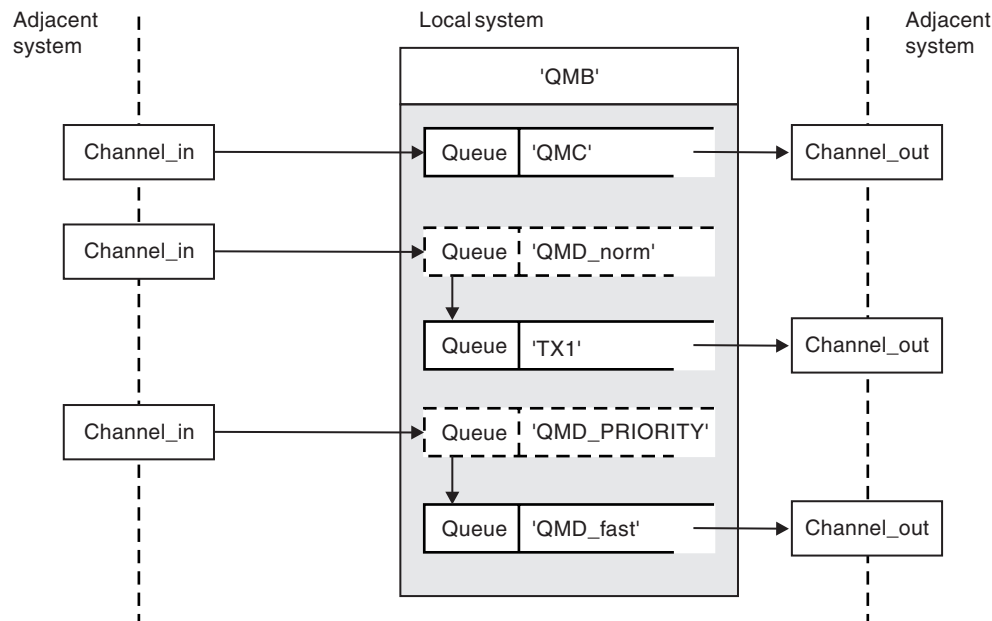 Adjacent
system
Local system
Adjacent
system
'QMB'
Channel_in
Queue 'QMC'
Channel_out
Channel_in
Queue 'QMD_norm'
Queue 'TX1'
Channel_out
Channel_in
Queue 'QMD_PRIORITY'
Queue 'QMD_fast'
Channel_out